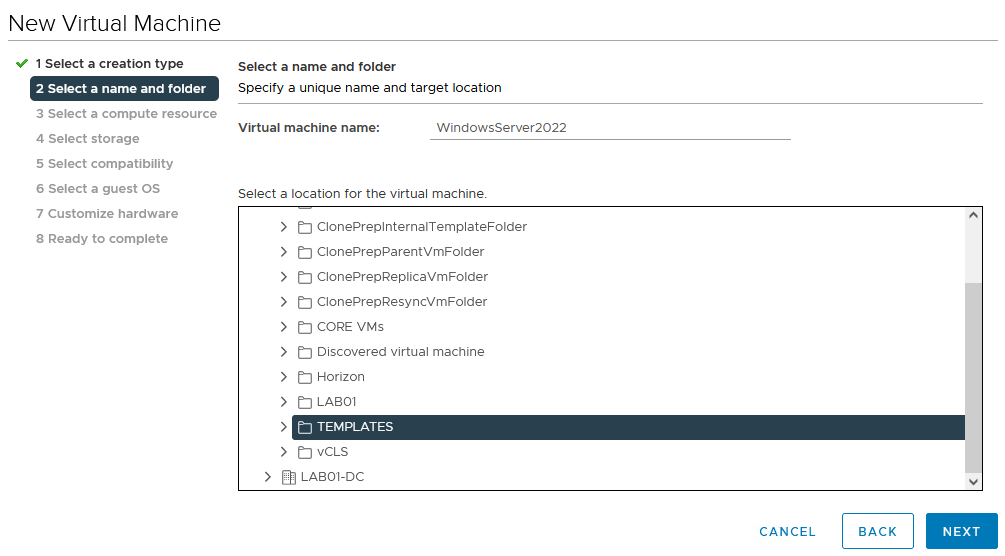 New Virtual Machine
1 Select a creation type
2 Select a name and folder
3 Select a compute resource
4 Select storage
5 Select compatibility
6 Select a guest OS
7 Customize hardware
8 Ready to complete
Select a name and folder
Specify a unique name and target location
Virtual machine name: WindowsServer2022
Select a location for the virtual machine.
ClonePrepInternalTemplateFolder
ClonePrepParentVmFolder
ClonePrepReplicaVmFolder
ClonePrepResyncVmFolder
CORE VMs
Discovered virtual machine
Horizon
LAB01
TEMPLATES
vCLS
LAB01-DC
CANCEL BACK NEXT